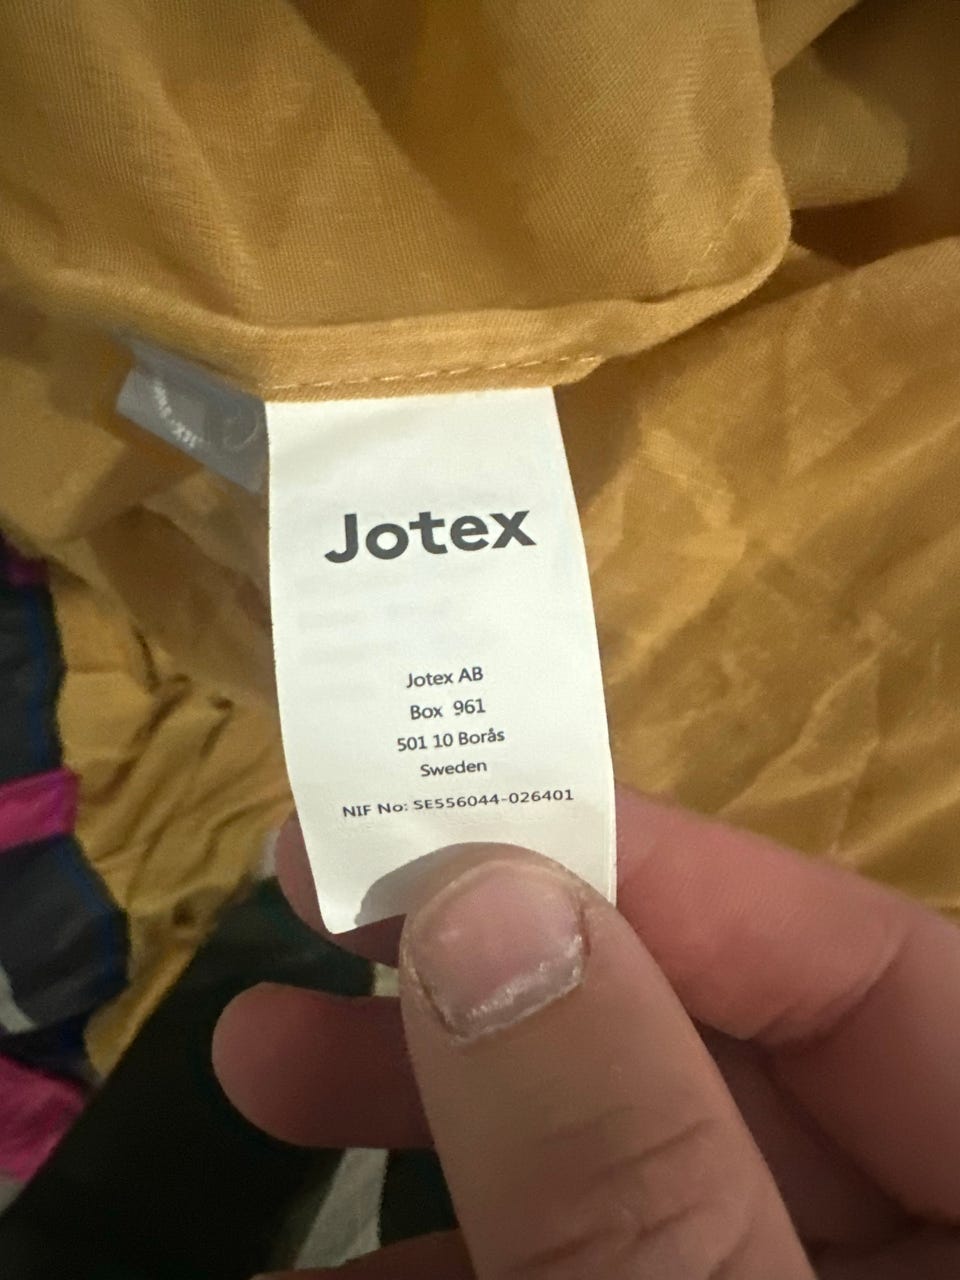 Jotex
Jotex AB
Box 961
501 10 Borås
Sweden
NIF No: SE556044-026401